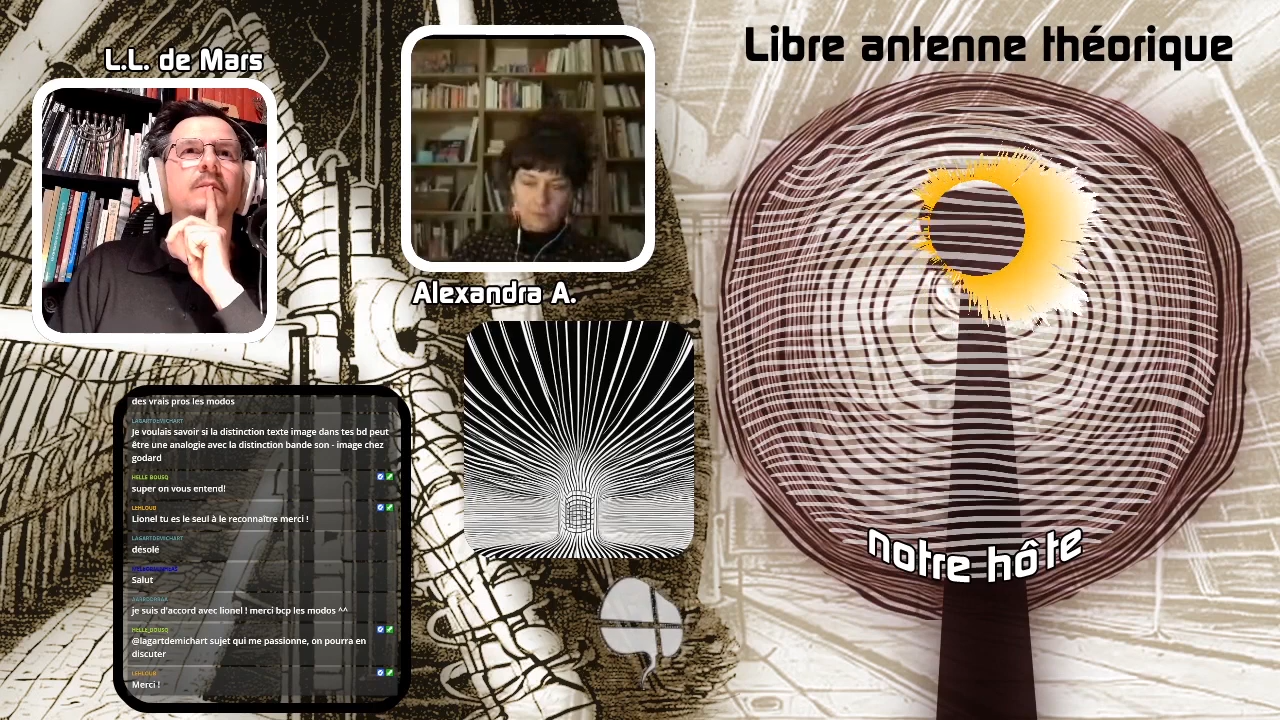 L.L. de Mars
Libre antenne théorique
Alexandra A.
des vrais pros les modos
LAGARTDEMICHART
Je voulais savoir si la distinction texte image dans tes bd peut
être une analogie avec la distinction bande son - image chez
godard
HELLE_BOUSQ
super on vous entend!
LEHLOUD
Lionel tu es le seul à le reconnaître merci !
LAGARTDEMICHART
désolé
Salut
je suis d'accord avec lionel ! merci bcp les modos ^^
HELLE_BOUSQ
@lagartdemichart sujet qui me passionne, on pourra en
discuter
LEHLOUD
Merci !
notre hôte